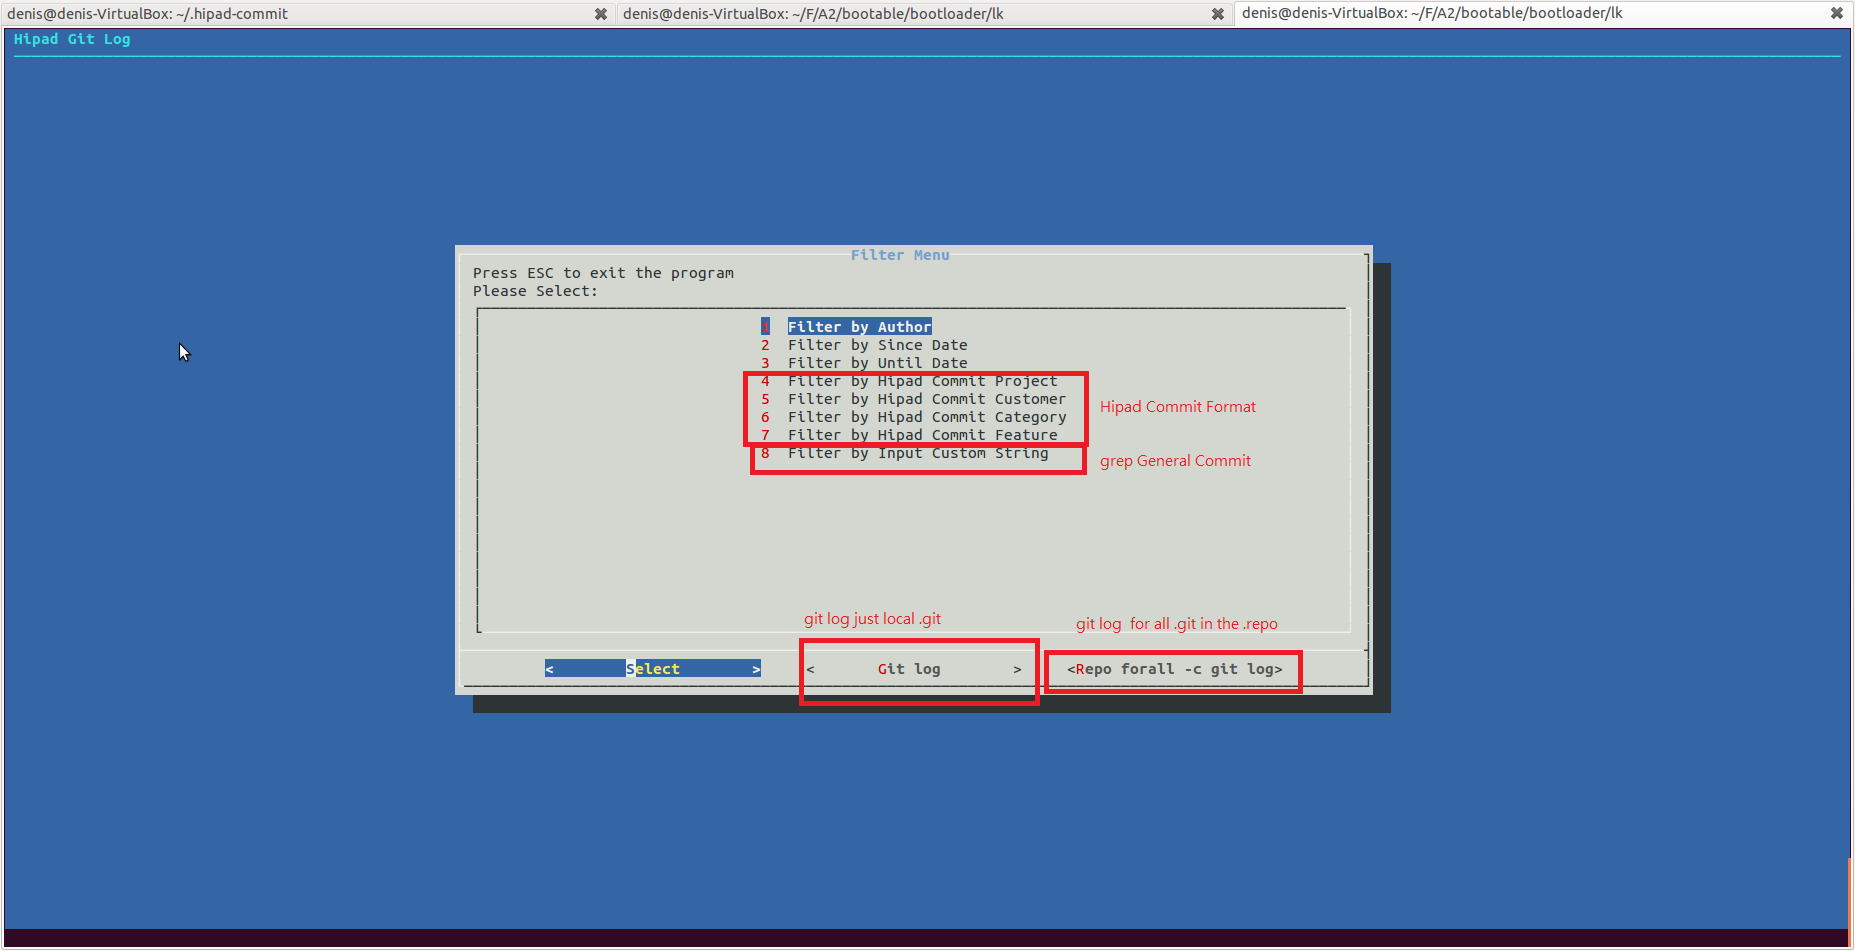 denis@denis-VirtualBox: ~/.hipad-commit
denis@denis-VirtualBox: ~/F/A2/bootable/bootloader/lk
denis@denis-VirtualBox: ~/F/A2/bootable/bootloader/lk
Hipad Git Log
Filter Menu
Press ESC to exit the program
Please Select:
1 Filter by Author
2 Filter by Since Date
3 Filter by Until Date
4 Filter by Hipad Commit Project
5 Filter by Hipad Commit Customer
6 Filter by Hipad Commit Category
7 Filter by Hipad Commit Feature
8 Filter by Input Custom String
Hipad Commit Format
grep General Commit
git log just local .git
git log for all .git in the .repo
< Select >
< Git log >
<Repo forall -c git log>